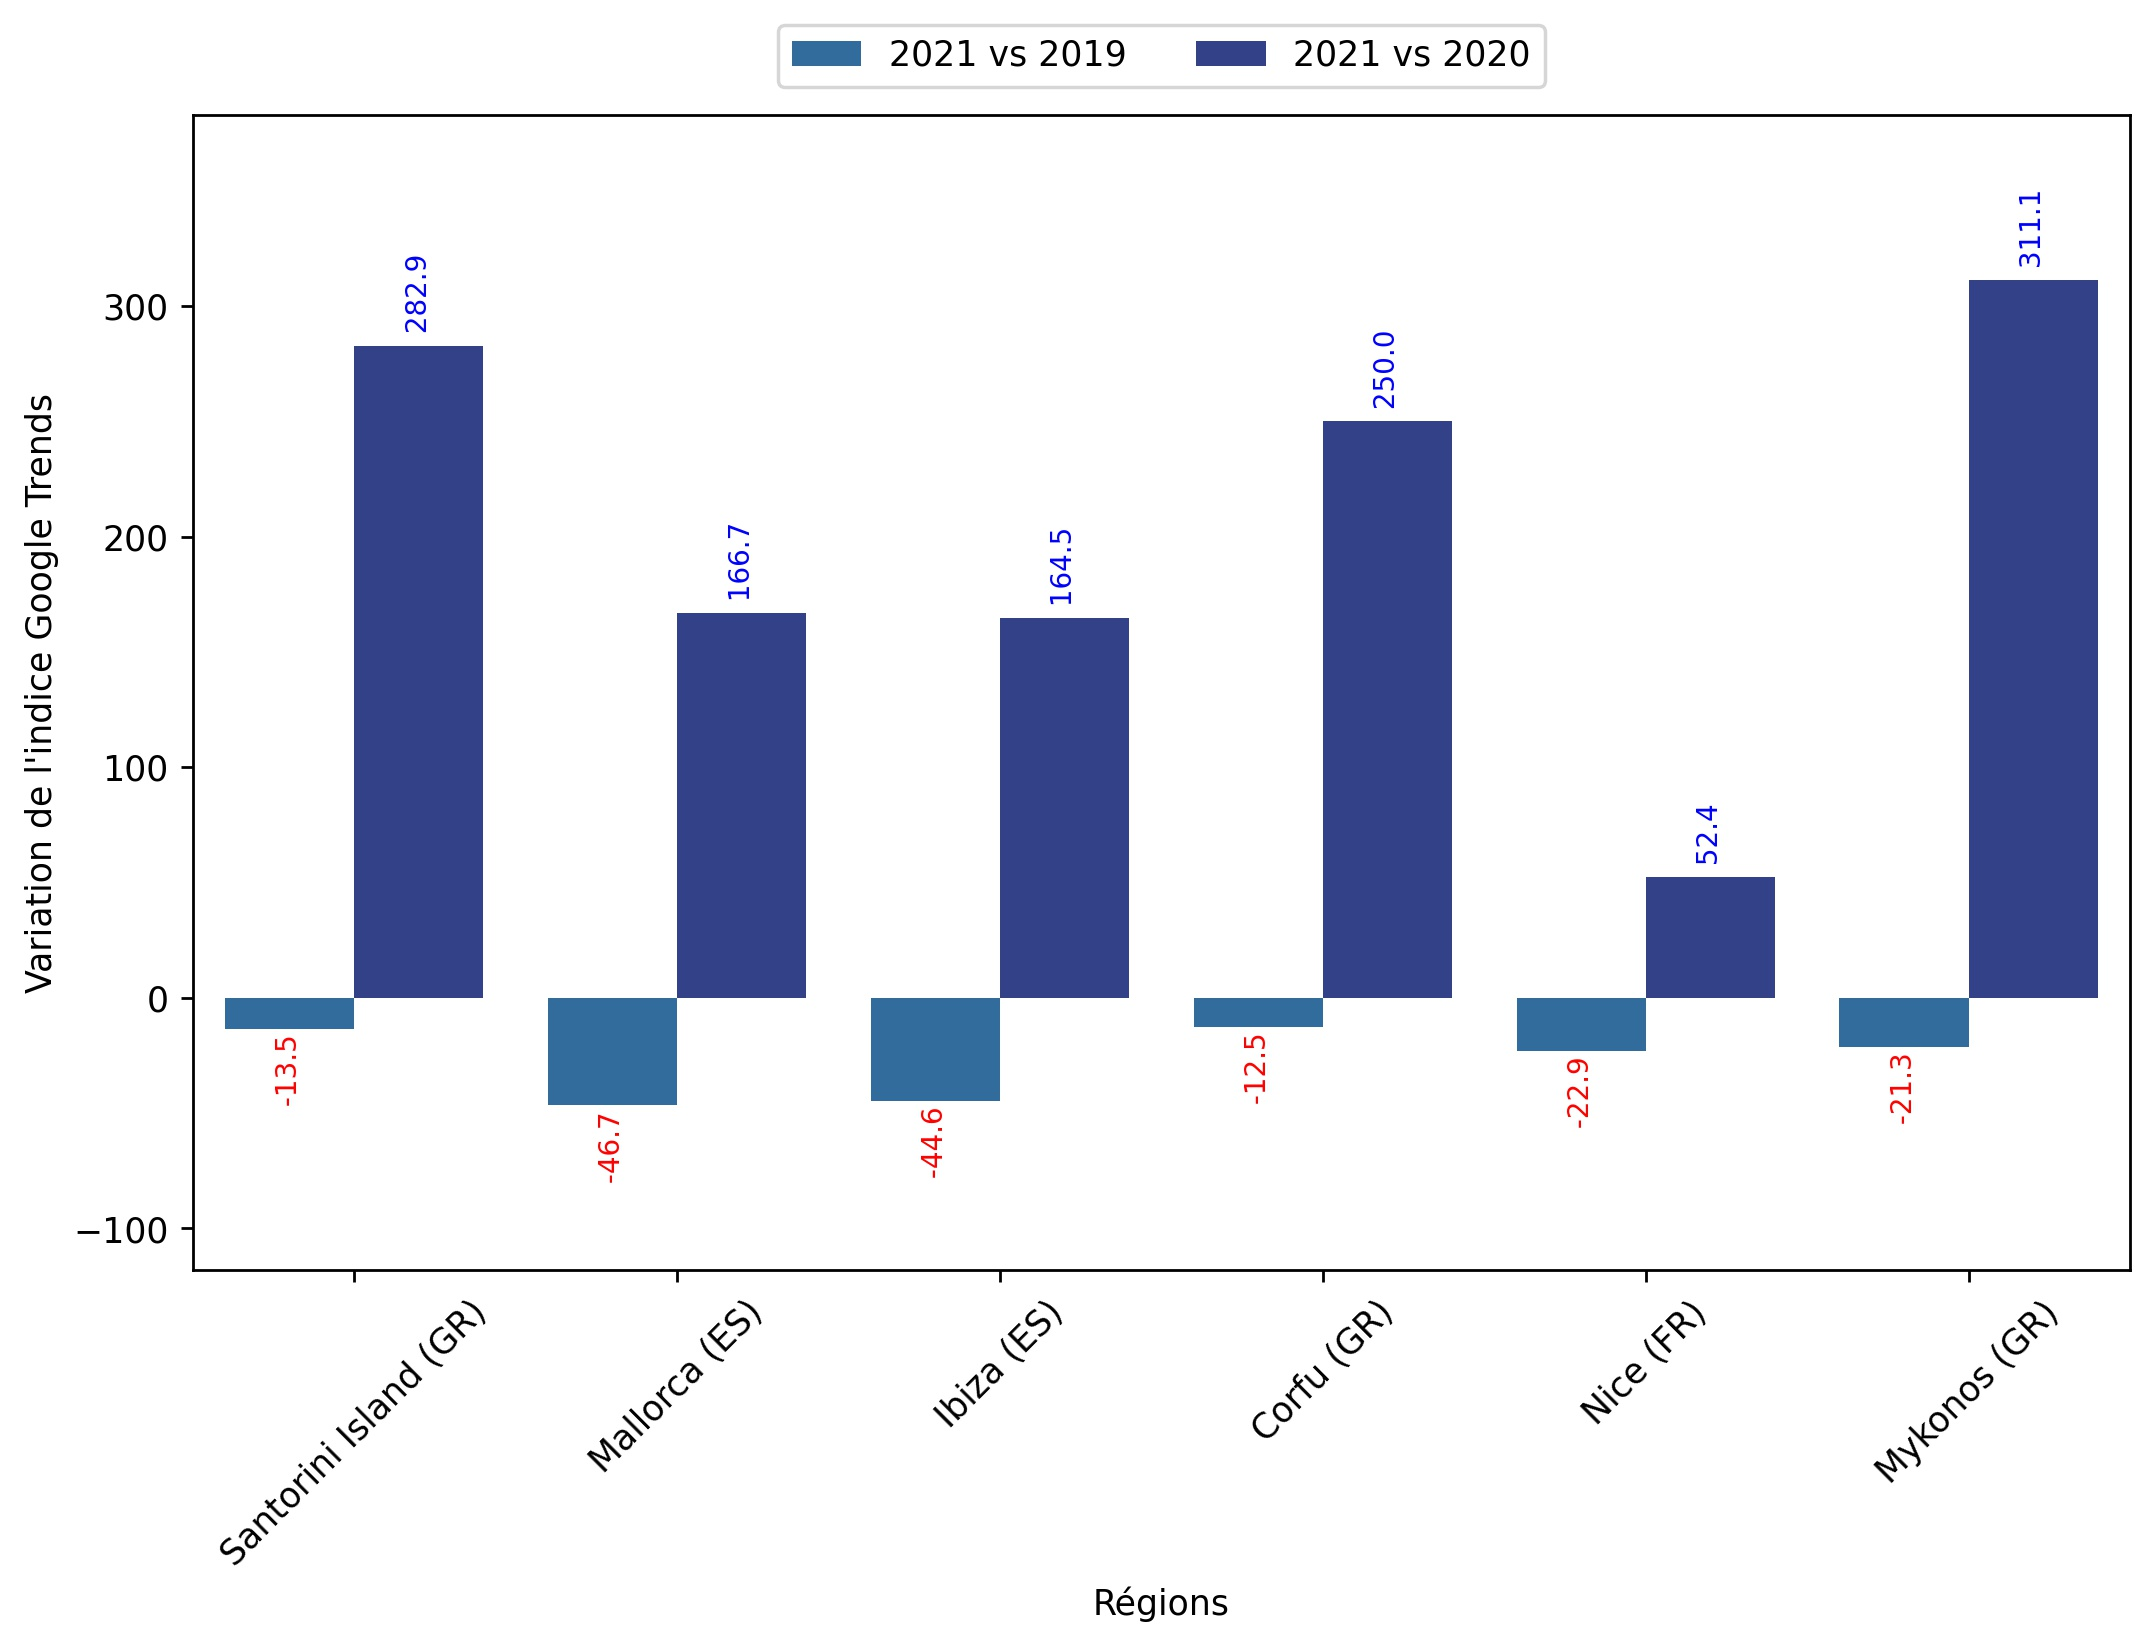 2021 vs 2019
2021 vs 2020
Variation de l'indice Google Trends
300
200
100
0
−100
282.9
166.7
164.5
250.0
52.4
311.1
-13.5
-46.7
-44.6
-12.5
-22.9
-21.3
Santorini Island (GR)
Mallorca (ES)
Ibiza (ES)
Corfu (GR)
Nice (FR)
Mykonos (GR)
Régions